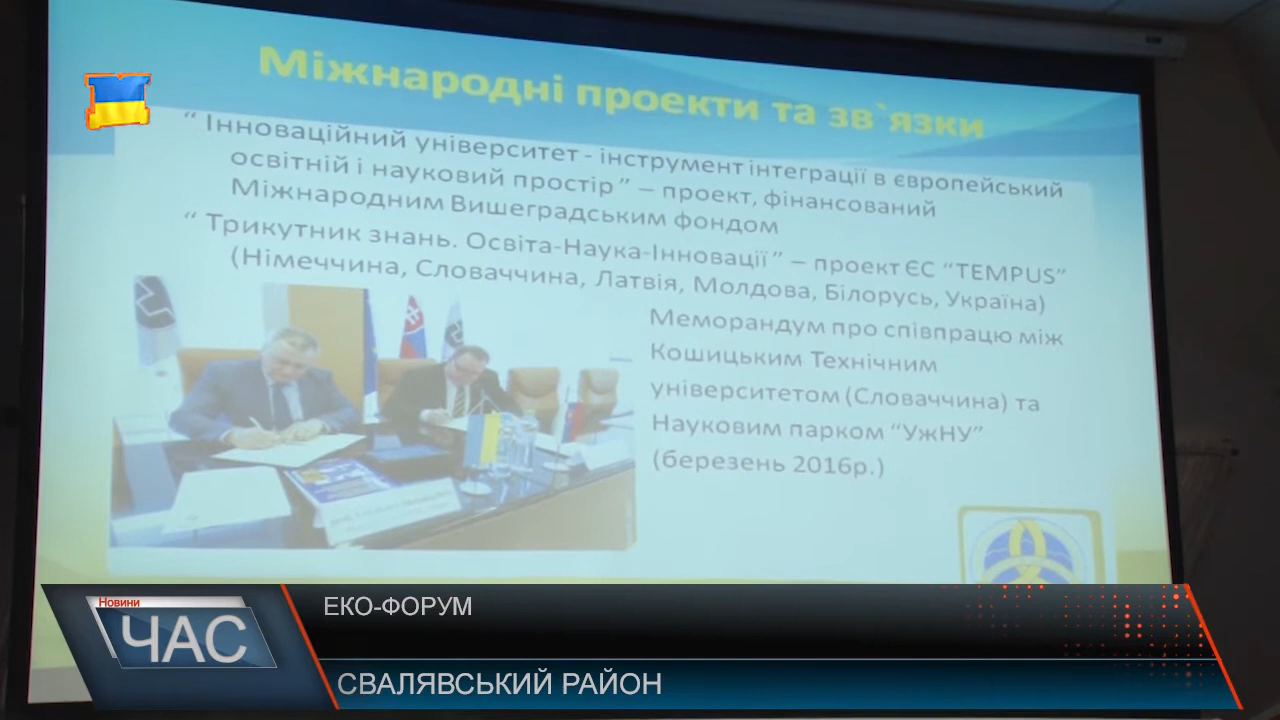 Міжнародні проекти та зв`язки
“ Інноваційний університет - інструмент інтеграції в європейський
освітній і науковий простір ” – проект, фінансований
Міжнародним Вишеградським фондом
“ Трикутник знань. Освіта-Наука-Інновації ” – проект ЄС “TEMPUS”
(Німеччина, Словаччина, Латвія, Молдова, Білорусь, Україна)
Меморандум про співпрацю між
Кошицьким Технічним
університетом (Словаччина) та
Науковим парком “УжНУ”
(березень 2016р.)
Новини
ЧАС
ЕКО-ФОРУМ
СВАЛЯВСЬКИЙ РАЙОН